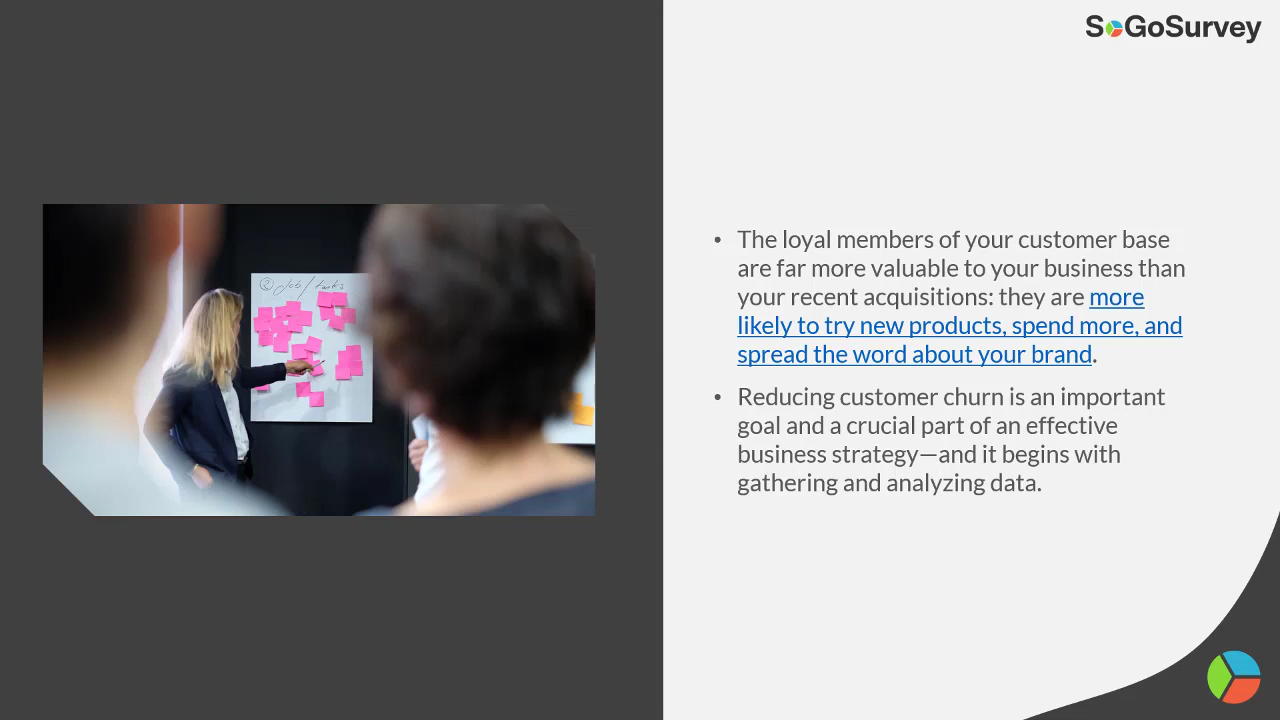 SoGoSurvey
② Job/tasks
• The loyal members of your customer base
are far more valuable to your business than
your recent acquisitions: they are more
likely to try new products, spend more, and
spread the word about your brand.
• Reducing customer churn is an important
goal and a crucial part of an effective
business strategy—and it begins with
gathering and analyzing data.